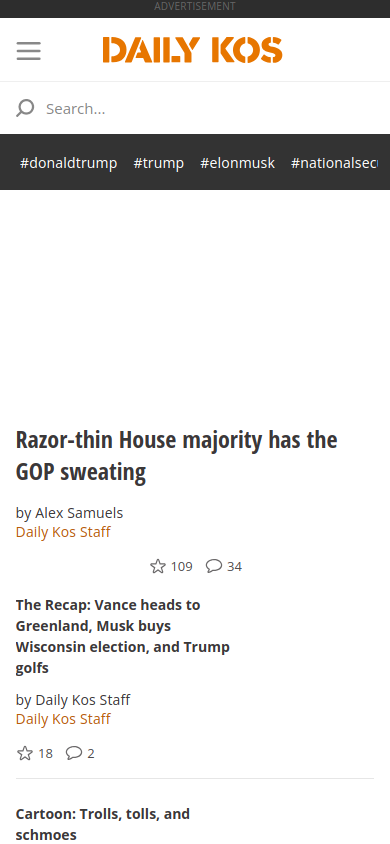 ADVERTISEMENT
DAILY KOS
Search...
#donaldtrump #trump #elonmusk #nationalsecu
Razor-thin House majority has the
GOP sweating
by Alex Samuels
Daily Kos Staff
109 34
The Recap: Vance heads to
Greenland, Musk buys
Wisconsin election, and Trump
golfs
by Daily Kos Staff
Daily Kos Staff
18 2
Cartoon: Trolls, tolls, and
schmoes